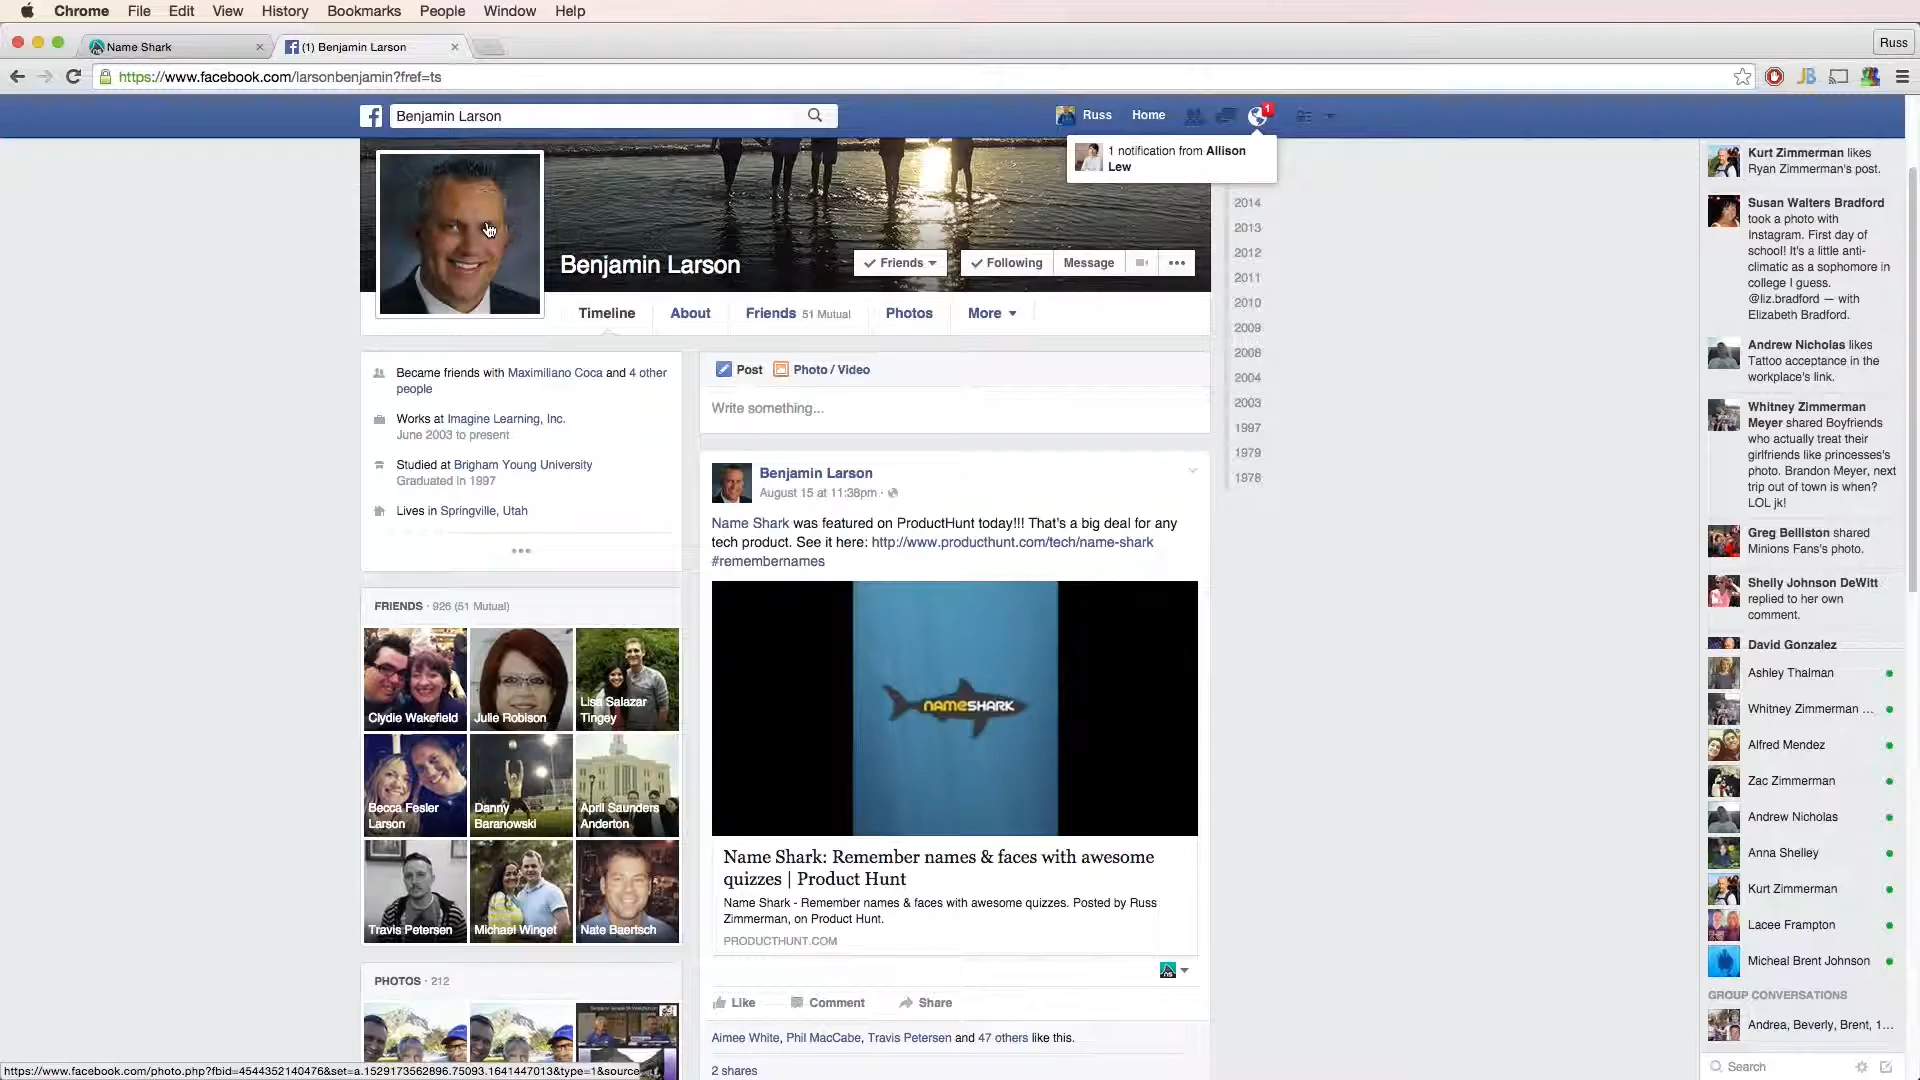 Chrome File Edit View History Bookmarks People Window Help
Name Shark
(1) Benjamin Larson
Russ
https://www.facebook.com/larsonbenjamin?fref=ts
Benjamin Larson
Russ Home
1
1 notification from Allison
Lew
Benjamin Larson
Friends
Following
Message
Timeline
About
Friends 51 Mutual
Photos
More
Became friends with Maximiliano Coca and 4 other
people
Works at Imagine Learning, Inc.
June 2003 to present
Studied at Brigham Young University
Graduated in 1997
Lives in Springville, Utah
FRIENDS · 926 (51 Mutual)
Clydie Wakefield
Julie Robison
Lisa Salazar
Tingey
Becca Fesler
Larson
Danny
Baranowski
April Saunders
Anderton
Travis Petersen
Michael Winget
Nate Baertsch
PHOTOS · 212
Post
Photo / Video
Write something...
Benjamin Larson
August 15 at 11:38pm ·
Name Shark was featured on ProductHunt today!!! That's a big deal for any
tech product. See it here: http://www.producthunt.com/tech/name-shark
#remembernames
NAMESHARK
Name Shark: Remember names & faces with awesome
quizzes | Product Hunt
Name Shark - Remember names & faces with awesome quizzes. Posted by Russ
Zimmerman, on Product Hunt.
PRODUCTHUNT.COM
Like
Comment
Share
Aimee White, Phil MacCabe, Travis Petersen and 47 others like this.
2 shares
2014
2013
2012
2011
2010
2009
2008
2004
2003
1997
1979
1978
Kurt Zimmerman likes
Ryan Zimmerman's post.
Susan Walters Bradford
took a photo with
Instagram. First day of
school! It's a little anti-
climatic as a sophomore in
college I guess.
@liz.bradford — with
Elizabeth Bradford.
Andrew Nicholas likes
Tattoo acceptance in the
workplace's link.
Whitney Zimmerman
Meyer shared Boyfriends
who actually treat their
girlfriends like princesses's
photo. Brandon Meyer, next
trip out of town is when?
LOL jk!
Greg Belliston shared
Minions Fans's photo.
Shelly Johnson DeWitt
replied to her own
comment.
David Gonzalez
Ashley Thalman
Whitney Zimmerman ...
Alfred Mendez
Zac Zimmerman
Andrew Nicholas
Anna Shelley
Kurt Zimmerman
Lacee Frampton
Micheal Brent Johnson
GROUP CONVERSATIONS
Andrea, Beverly, Brent, 1...
Search
https://www.facebook.com/photo.php?fbid=4544352140476&set=a.1529173562896.75093.1641447013&type=1&source